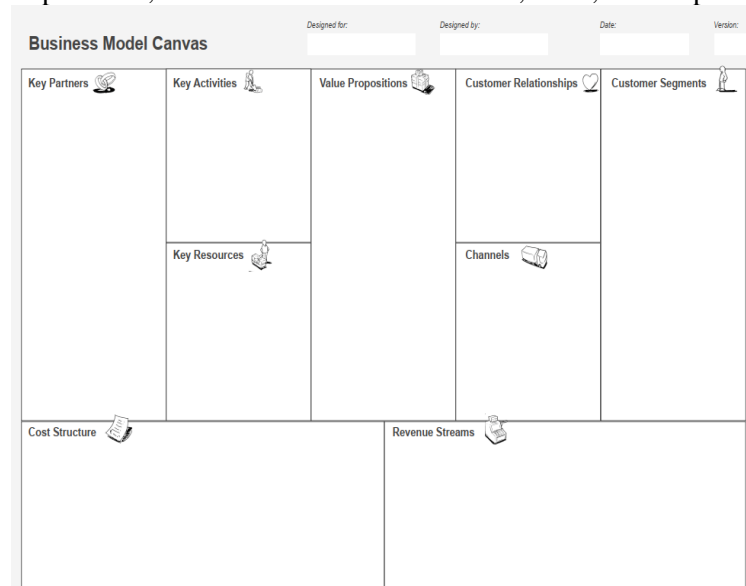 Designed for:
Designed by:
Date:
Version:
Business Model Canvas
Key Partners
Key Activities
Value Propositions
Customer Relationships
Customer Segments
Key Resources
Channels
Cost Structure
Revenue Streams